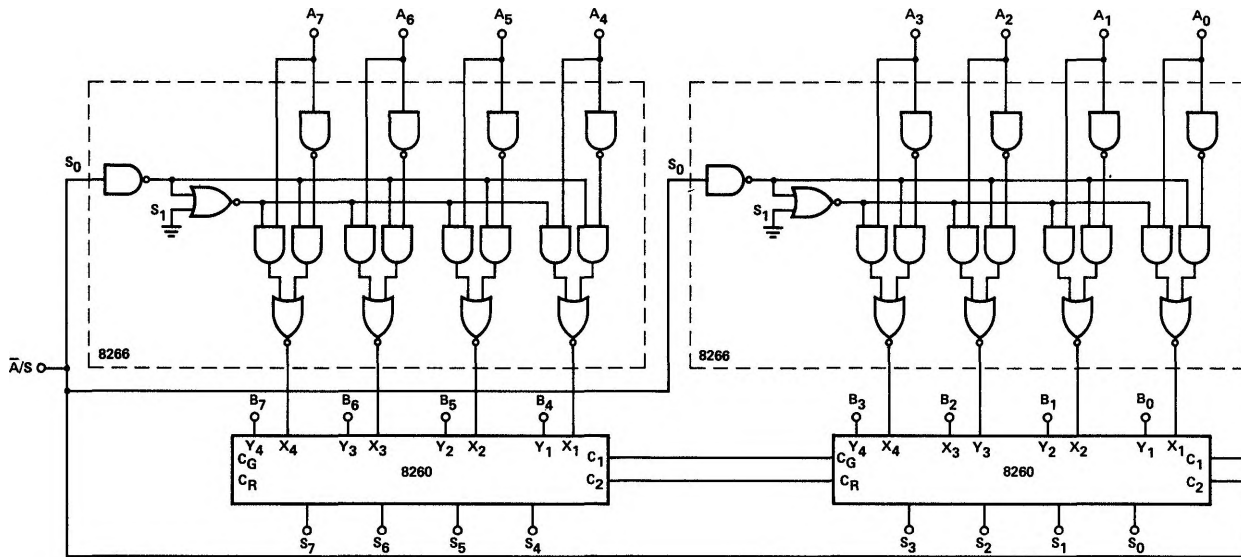 A7 A6 A5 A4 A3 A2 A1 A0
S0 S0
S1 S1
8266 8266
A̅/S
B7 B6 B5 B4 B3 B2 B1 B0
Y4 X4 Y3 X3 Y2 X2 Y1 X1 Y4 X4 X3 Y3 Y2 X2 Y1 X1
CG C1 CG C1
8260 8260
CR C2 CR C2
S7 S6 S5 S4 S3 S2 S1 S0